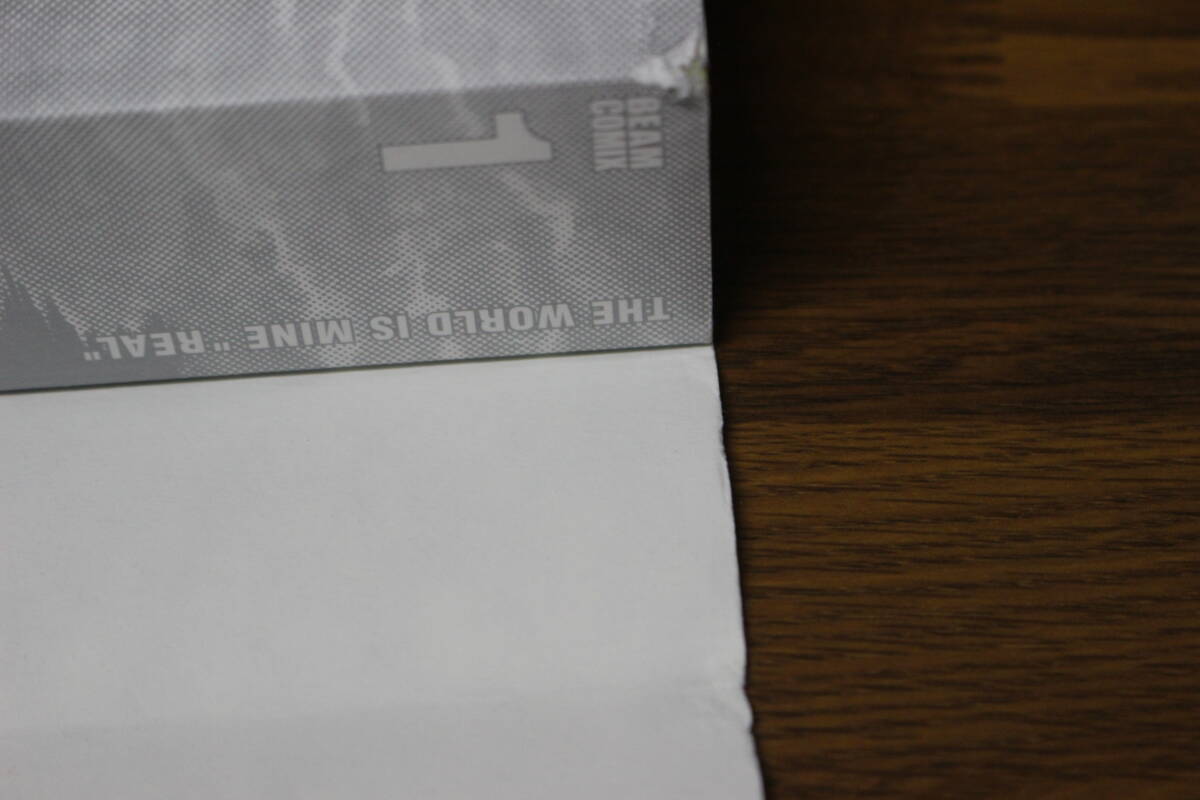 BEAM
COMIX
1
THE WORLD IS MINE "REAL"